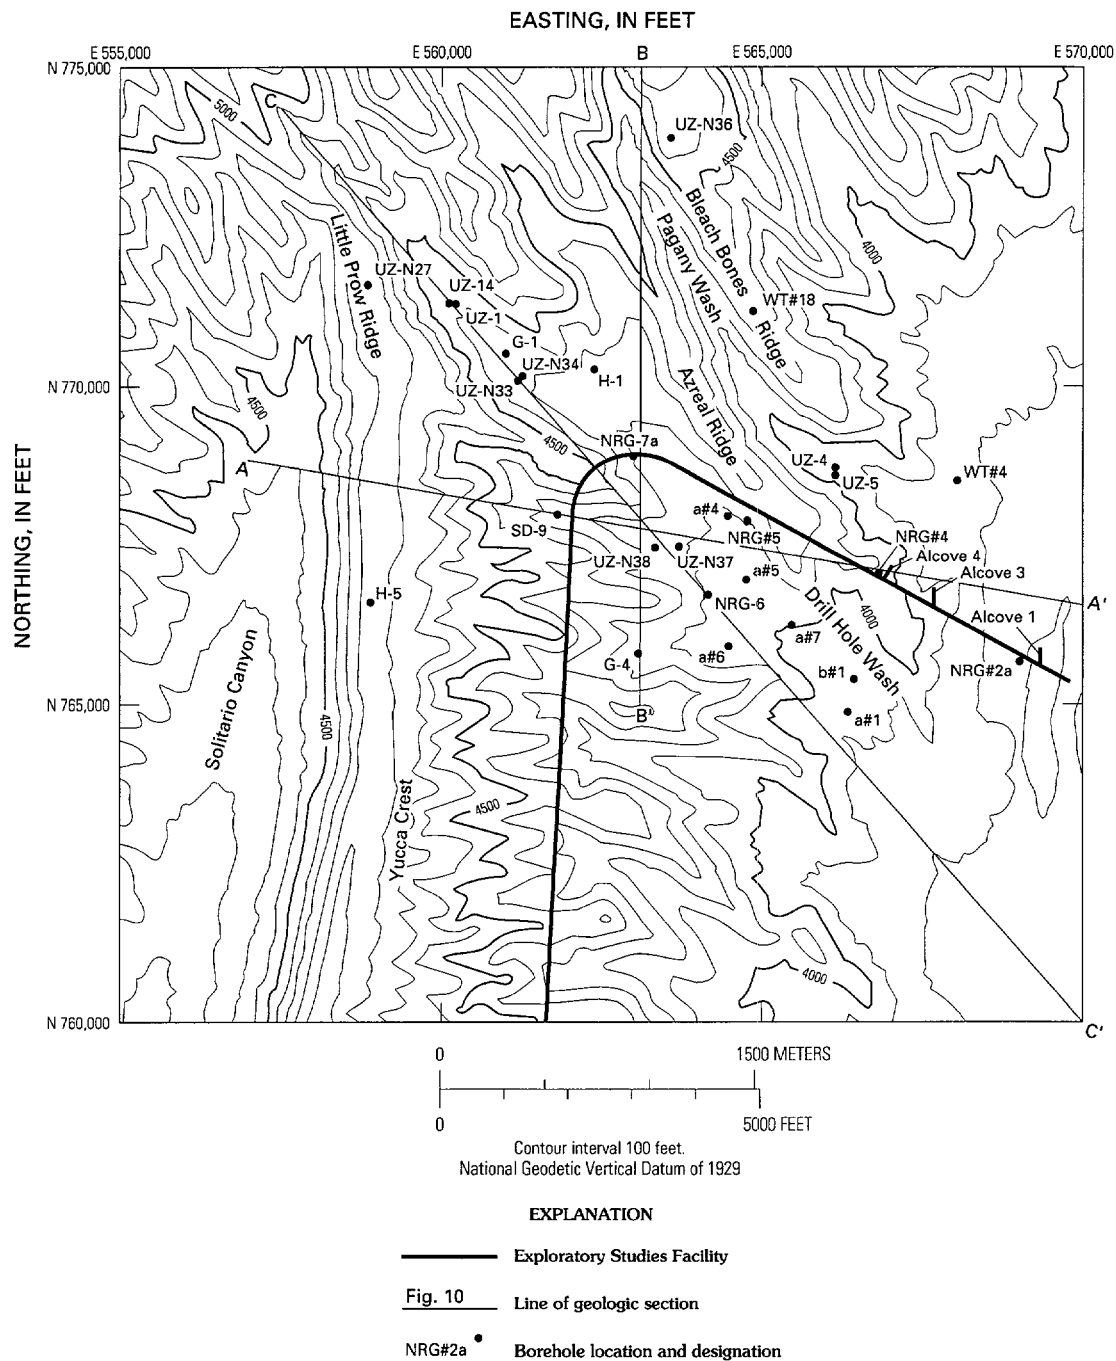 EASTING, IN FEET
E 555,000
E 560,000
B
E 565,000
E 570,000
N 775,000
C
5000
UZ-N36
4500
Bleach Bones Ridge
Pagany Wash
4000
Little Prow Ridge
UZ-N27
UZ-14
UZ-1
WT#18
G-1
UZ-N34
H-1
UZ-N33
N 770,000
Azreal Ridge
4500
4500
NRG-7a
A
UZ-4
UZ-5
WT#4
a#4
SD-9
NRG#5
NRG#4
Alcove 4
UZ-N38
UZ-N37
a#5
Alcove 3
H-5
NRG-6
Drill Hole Wash
4000
A'
Alcove 1
a#7
a#6
G-4
b#1
NRG#2a
NORTHING, IN FEET
Solitario Canyon
4500
N 765,000
B'
a#1
Yucca Crest
4500
4000
N 760,000
C'
0
1500 METERS
0
5000 FEET
Contour interval 100 feet.
National Geodetic Vertical Datum of 1929
EXPLANATION
Exploratory Studies Facility
Fig. 10
Line of geologic section
NRG#2a
Borehole location and designation